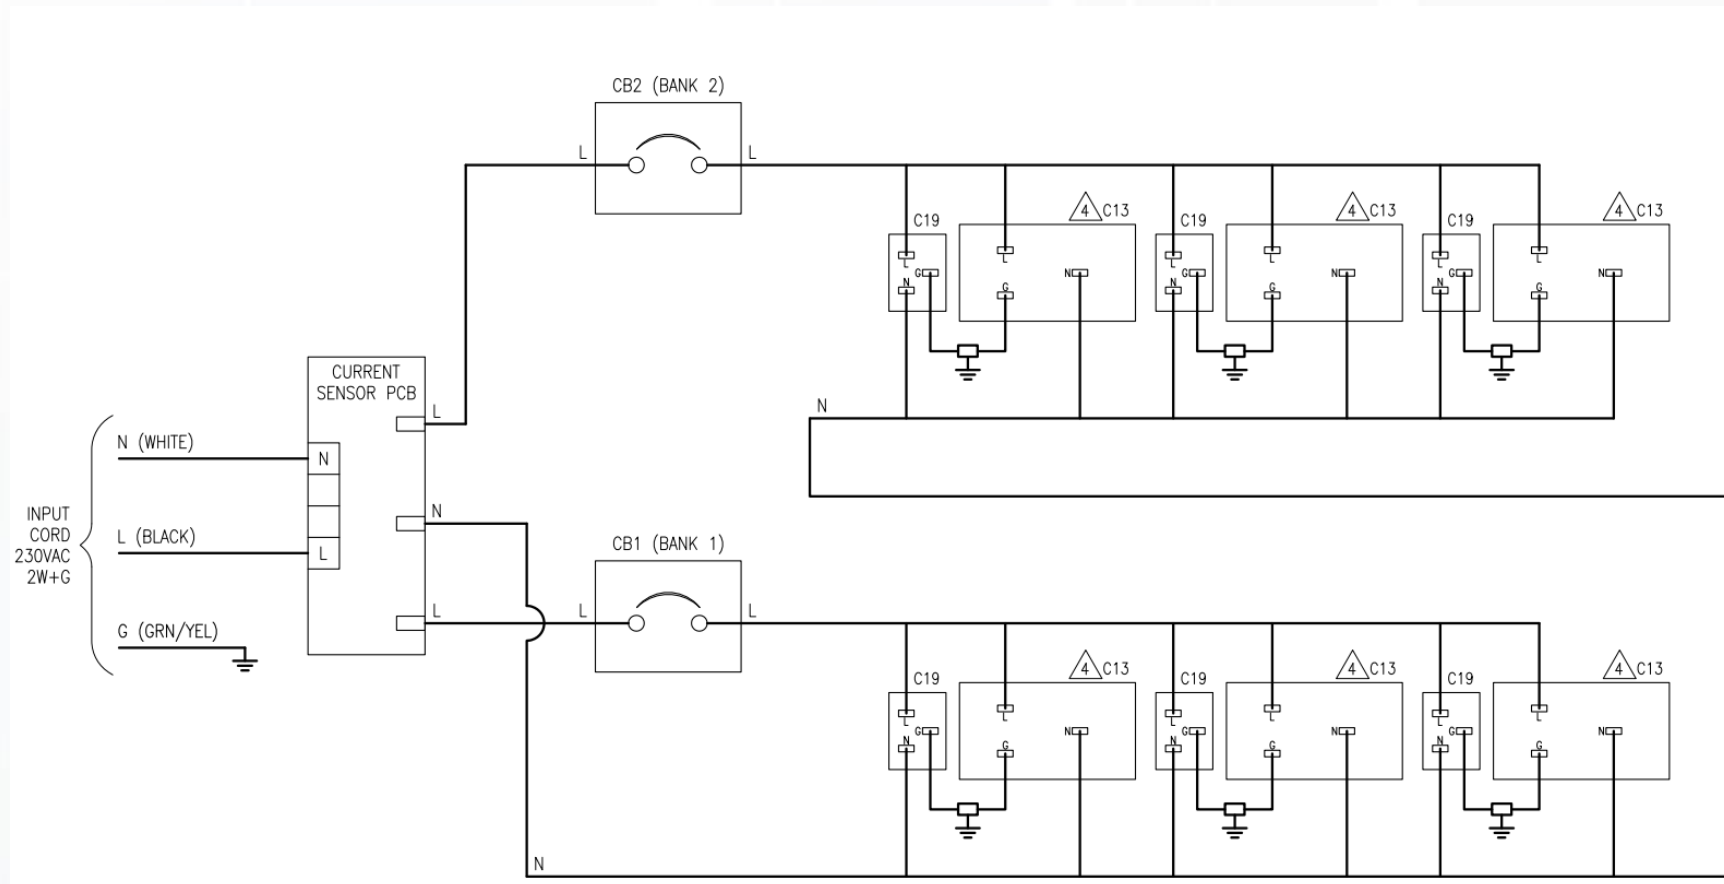 CB2 (BANK 2)
L
L
4 C13
4 C13
4 C13
C19
C19
C19
L
G
N
L
G
N
L
G
N
L
G
N
L
G
N
L
G
N
CURRENT
SENSOR PCB
L
N
N (WHITE)
N
N
INPUT
CORD
230VAC
2W+G
L (BLACK)
L
CB1 (BANK 1)
G (GRN/YEL)
L
L
L
4 C13
4 C13
4 C13
C19
C19
C19
L
G
N
L
G
N
L
G
N
L
G
N
L
G
N
L
G
N
N